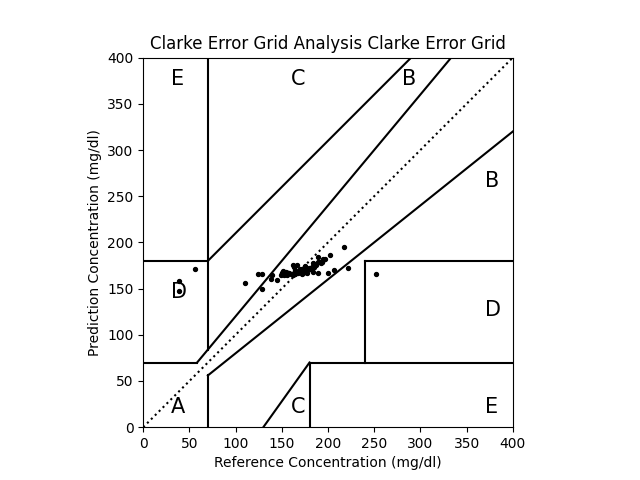 Clarke Error Grid Analysis Clarke Error Grid
400
350
300
250
200
150
100
50
0
Prediction Concentration (mg/dl)
E
C
B
B
D
D
A
C
E
0 50 100 150 200 250 300 350 400
Reference Concentration (mg/dl)